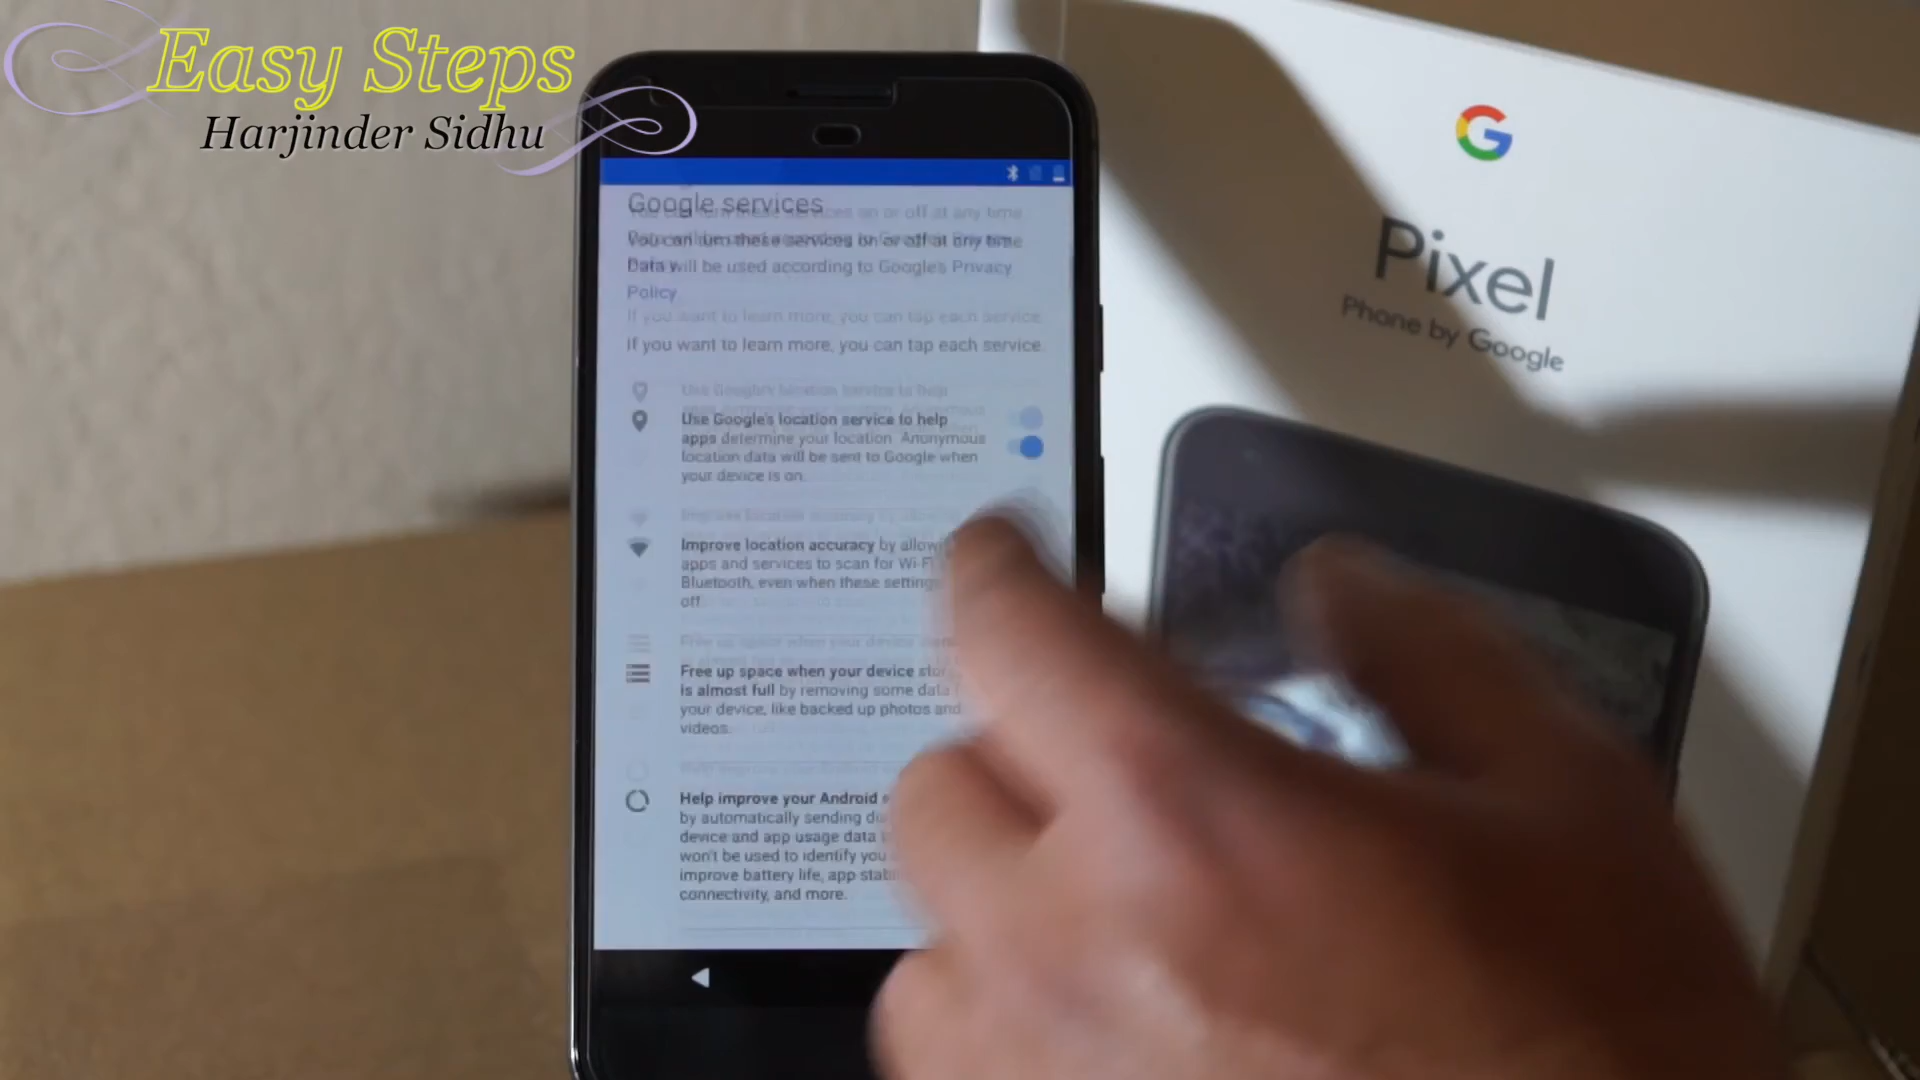 Easy Steps
Harjinder Sidhu
G
Pixel
Phone by Google
Google services
You can turn these services on or off at any time
Data will be used according to Google's Privacy
Policy
If you want to learn more, you can tap each service.
Use Google's location service to help
apps determine your location. Anonymous
location data will be sent to Google when
your device is on.
Improve location accuracy by
apps and services to scan for Wi-Fi
Bluetooth, even when these settings
off
Free up space when your device
is almost full by removing some data
your device, like backed up photos and
videos.
Help improve your Android
by automatically sending
device and app usage data
won't be used to identify you
improve battery life, app
connectivity, and more.